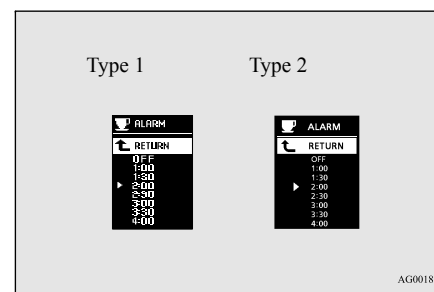 Type 1
Type 2
ALARM
RETURN
OFF
1:00
1:30
2:00
2:30
3:00
3:30
4:00
ALARM
RETURN
OFF
1:00
1:30
2:00
2:30
3:00
3:30
4:00
AG0018